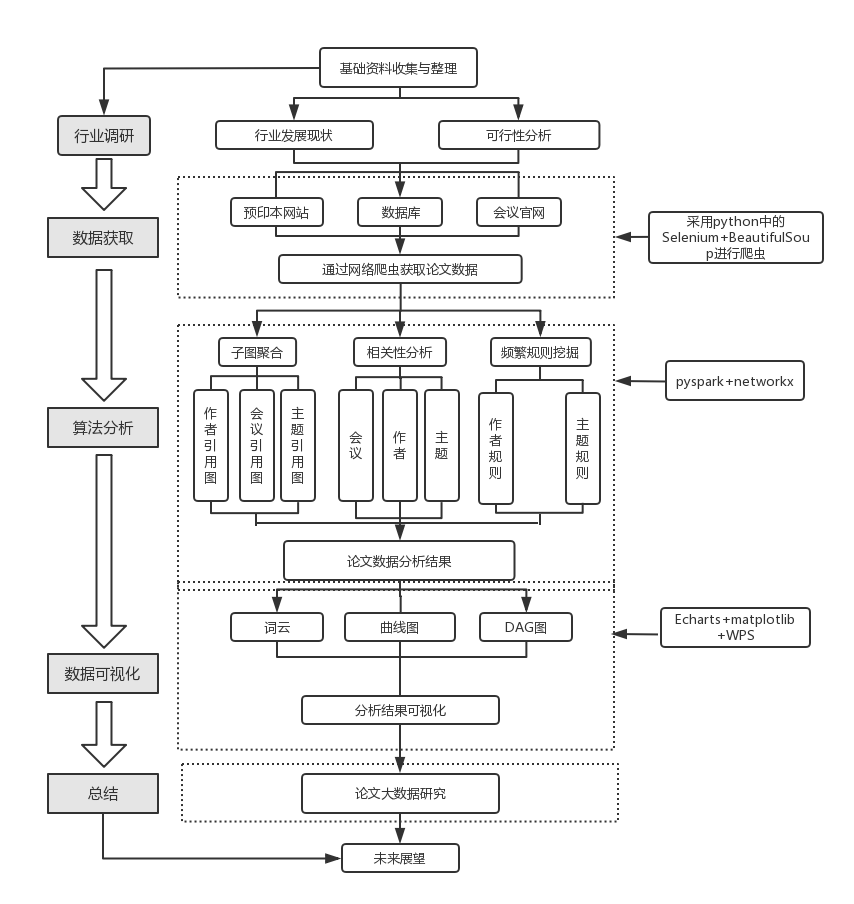 基础资料收集与整理
行业调研
行业发展现状
可行性分析
预印本网站
数据库
会议官网
数据获取
采用python中的
Selenium+BeautifulSou
p进行爬虫
通过网络爬虫获取论文数据
子图聚合
相关性分析
频繁规则挖掘
pyspark+networkx
算法分析
作者引用图
会议引用图
主题引用图
会议
作者
主题
作者规则
主题规则
论文数据分析结果
词云
曲线图
DAG图
Echarts+matplotlib
+WPS
数据可视化
分析结果可视化
总结
论文大数据研究
未来展望